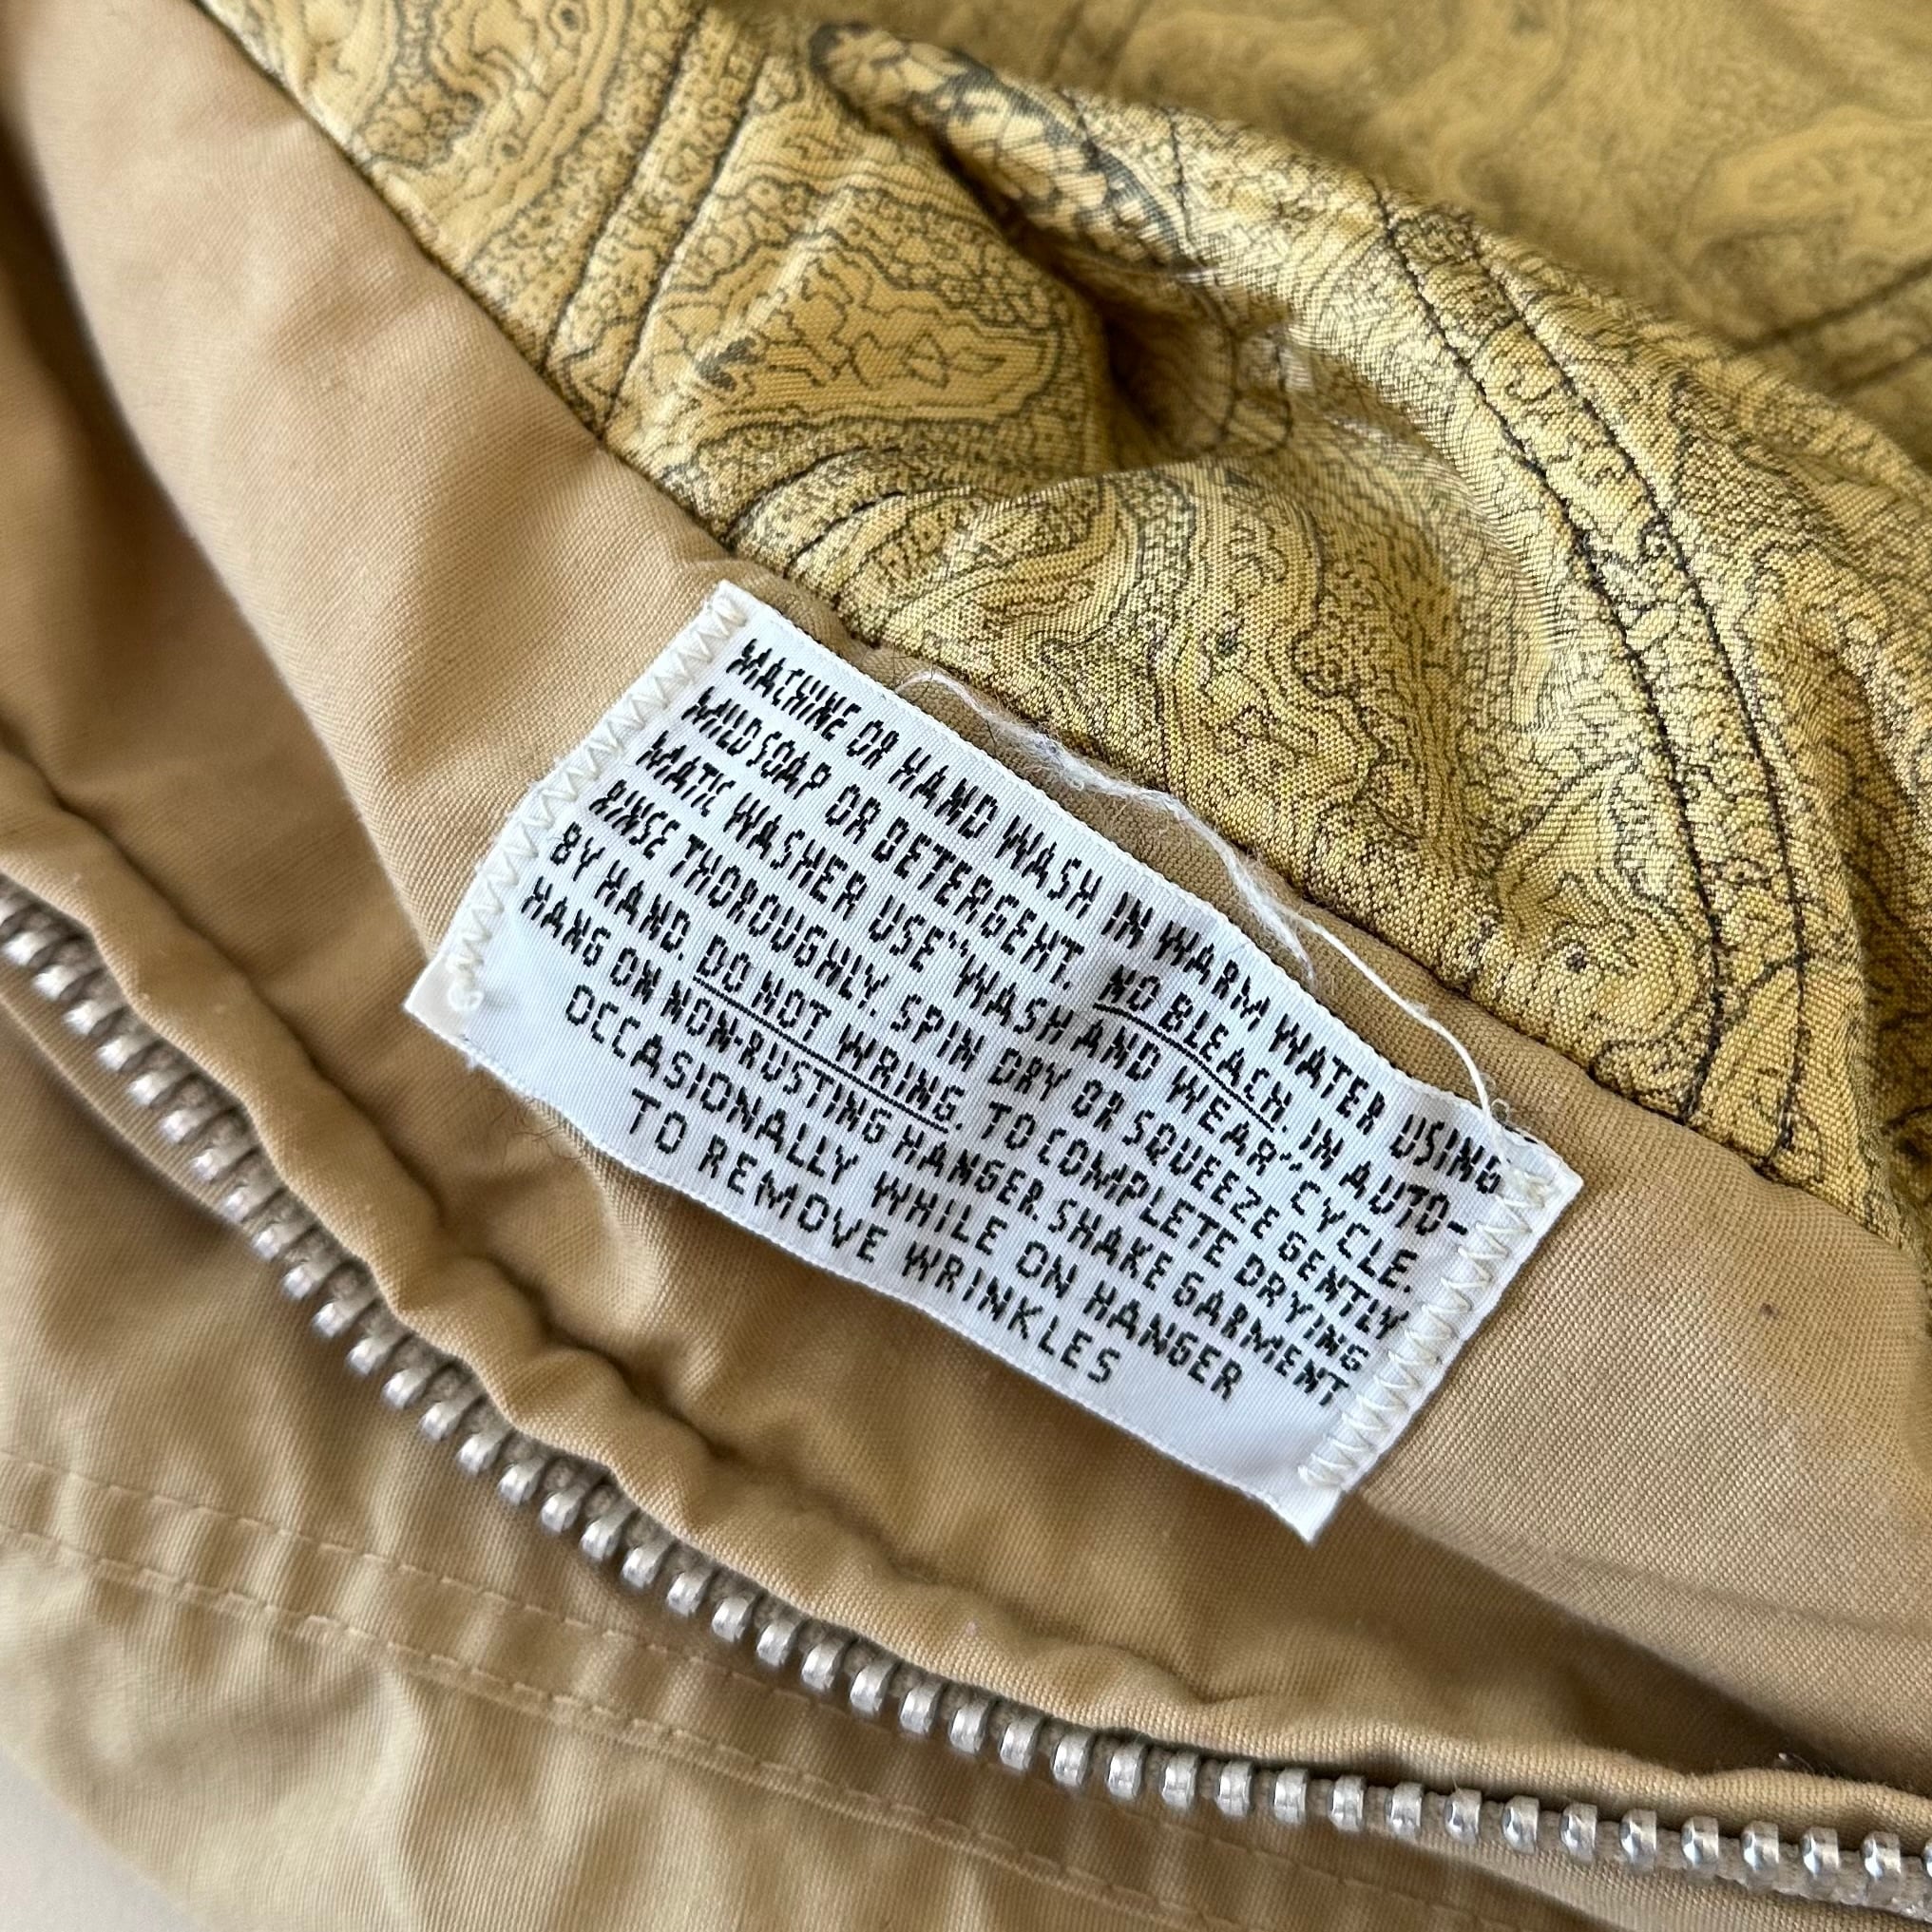 MACHINE OR HAND WASH IN WARM WATER USING
MILD SOAP OR DETERGENT. NO BLEACH. IN AUTO-
MATIC WASHER USE "WASH AND WEAR" CYCLE.
RINSE THOROUGHLY. SPIN DRY OR SQUEEZE GENTLY
BY HAND. DO NOT WRING. TO COMPLETE DRYING
HANG ON NON-RUSTING HANGER. SHAKE GARMENT
OCCASIONALLY WHILE ON HANGER
TO REMOVE WRINKLES